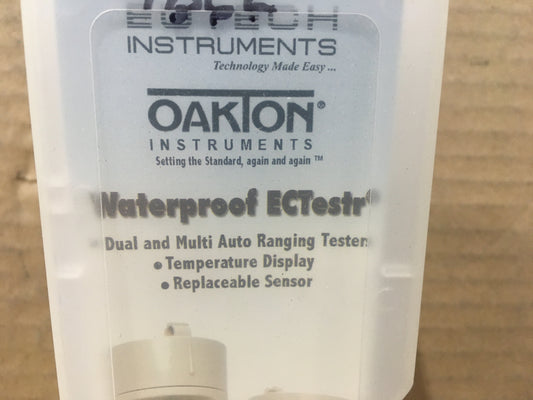 INSTRUMENTS
Technology Made Easy ...
OAKTON®
INSTRUMENTS
Setting the Standard, again and again ™
Waterproof ECTestr®
Dual and Multi Auto Ranging Tester
• Temperature Display
• Replaceable Sensor